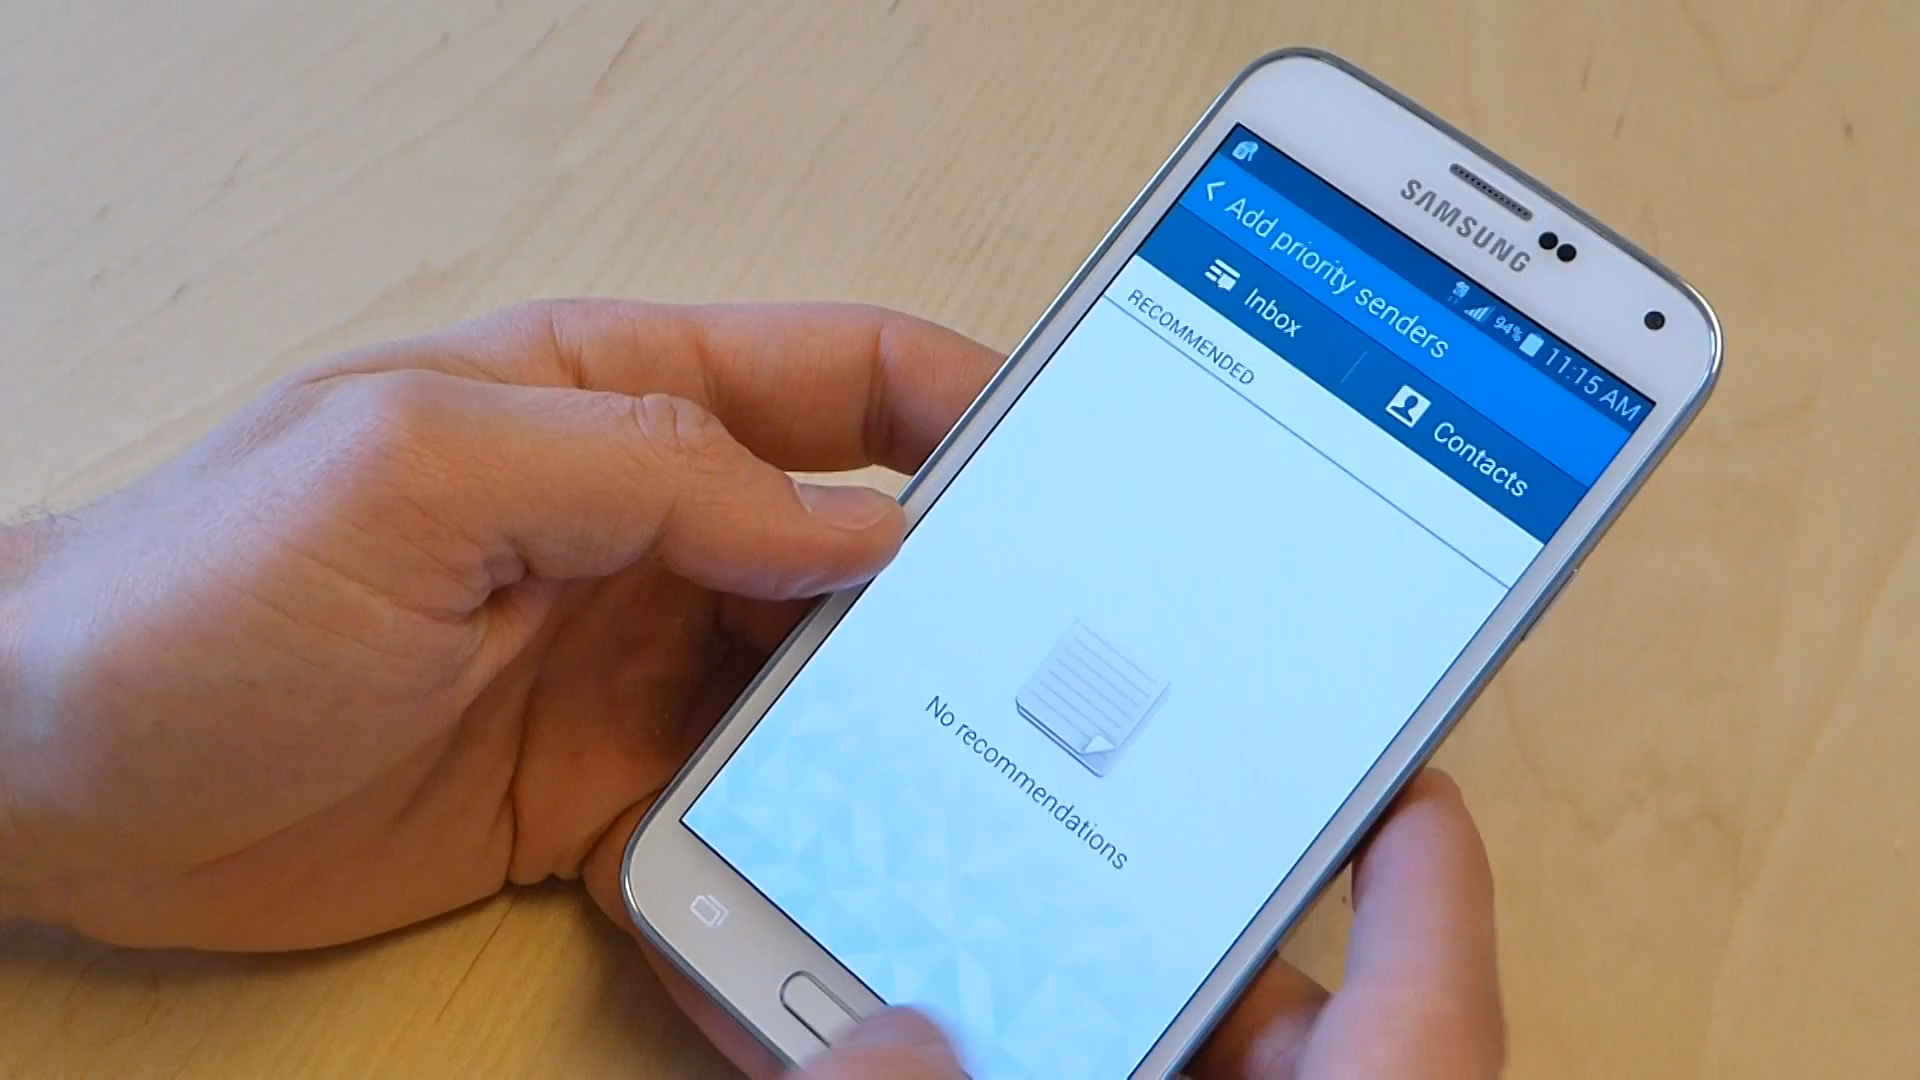 SAMSUNG
94% 11:15 AM
Add priority senders
Inbox
Contacts
RECOMMENDED
No recommendations